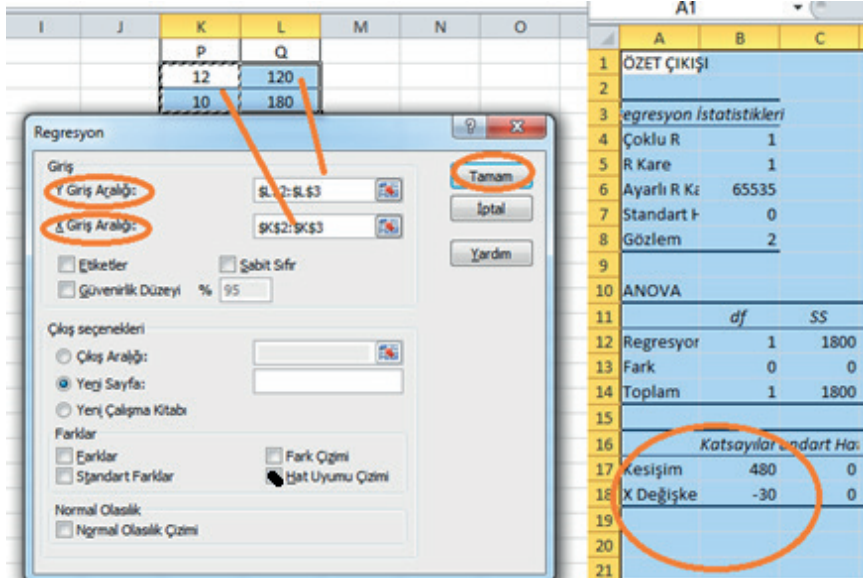 I J K L M N O
P Q
12 120
10 180
Regresyon
Giriş
Y Giriş Aralığı: $L$2:$L$3
X Giriş Aralığı: $K$2:$K$3
Etiketler Sabit Sıfır
Güvenirlik Düzeyi % 95
Tamam
İptal
Yardım
Çıkış seçenekleri
Çıkış Aralığı:
Yeni Sayfa:
Yeni Çalışma Kitabı
Farklar
Farklar Fark Çizimi
Standart Farklar Hat Uyumu Çizimi
Normal Olasılık
Normal Olasılık Çizimi
A1
A B C
1 ÖZET ÇIKIŞI
2
3 egresyon İstatistikleri
4 Çoklu R 1
5 R Kare 1
6 Ayarlı R Ka 65535
7 Standart H 0
8 Gözlem 2
9
10 ANOVA
11 df SS
12 Regresyor 1 1800
13 Fark 0 0
14 Toplam 1 1800
15
16 Katsayılar andart Ha
17 Kesişim 480 0
18 X Değişke -30 0
19
20
21